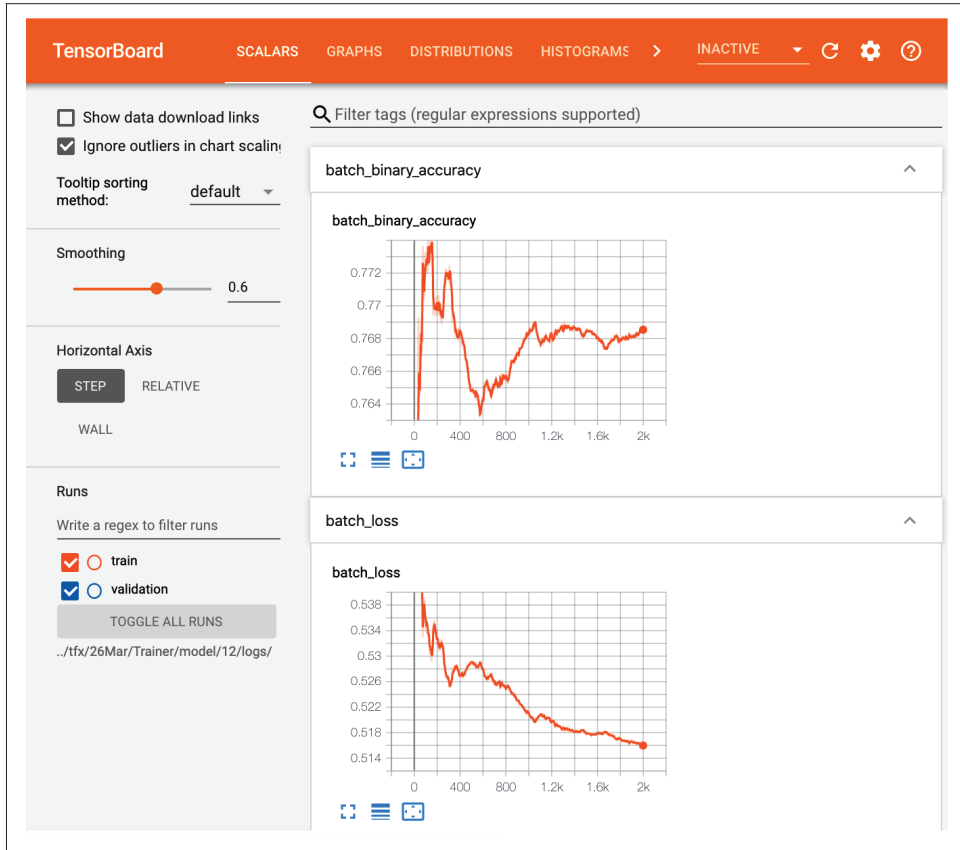 TensorBoard SCALARS GRAPHS DISTRIBUTIONS HISTOGRAMS INACTIVE
Show data download links
Ignore outliers in chart scaling
Tooltip sorting
method:
default
Smoothing
0.6
Horizontal Axis
STEP RELATIVE
WALL
Runs
Write a regex to filter runs
train
validation
TOGGLE ALL RUNS
../tfx/26Mar/Trainer/model/12/logs/
Filter tags (regular expressions supported)
batch_binary_accuracy
batch_binary_accuracy
0.772
0.77
0.768
0.766
0.764
0 400 800 1.2k 1.6k 2k
batch_loss
batch_loss
0.538
0.534
0.53
0.526
0.522
0.518
0.514
0 400 800 1.2k 1.6k 2k